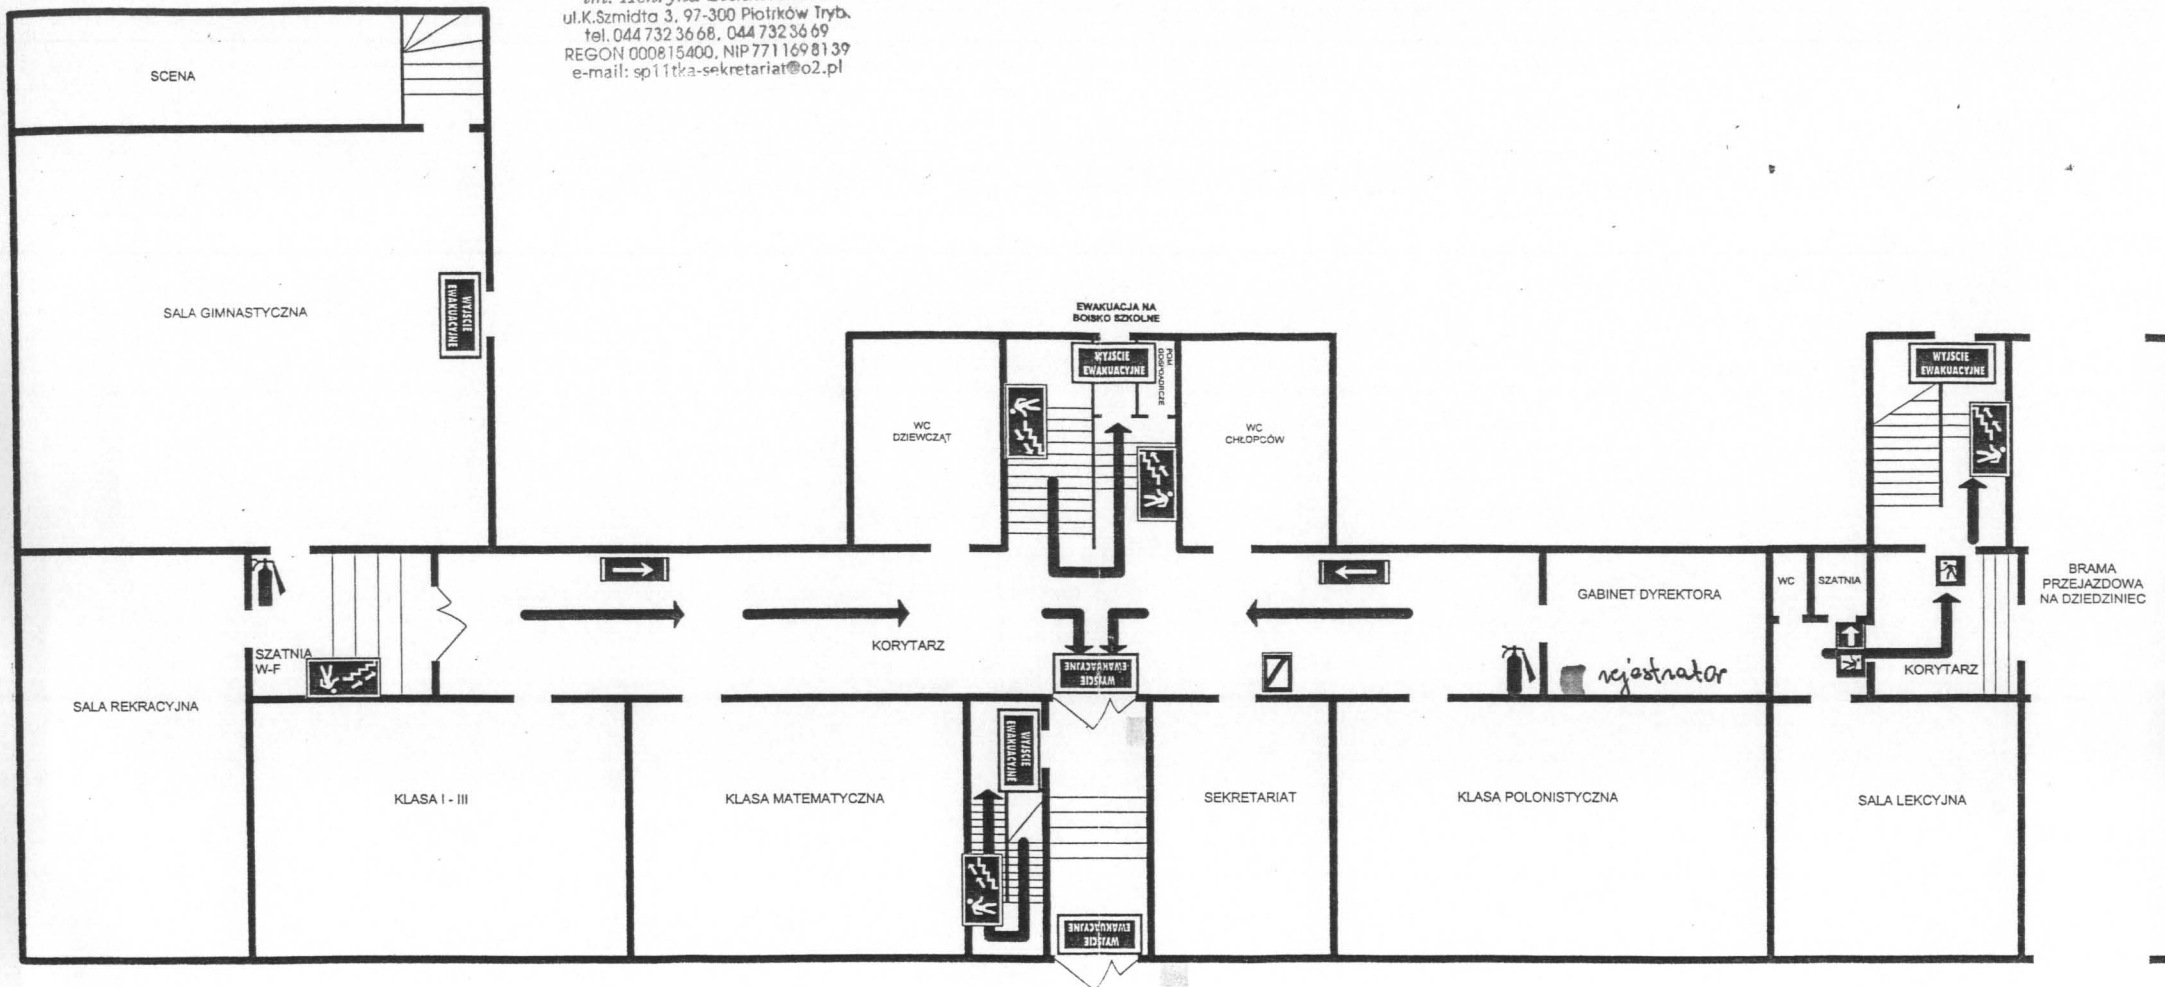 ul.K.Szmidta 3, 97-300 Piotrków Tryb.
tel. 044 732 36 68, 044 732 36 69
REGON 000815400, NIP 771 169 81 39
e-mail: sp11tka-sekretariat@o2.pl
SCENA
SALA GIMNASTYCZNA
WYJŚCIE
EWAKUACYJNE
EWAKUACJA NA
BOISKO SZKOLNE
WYJŚCIE
EWAKUACYJNE
POM
GOSPOADRCZE
WC
DZIEWCZĄT
WC
CHŁOPCÓW
WYJŚCIE
EWAKUACYJNE
BRAMA
PRZEJAZDOWA
NA DZIEDZINIEC
GABINET DYREKTORA
WC
SZATNIA
SZATNIA
W-F
KORYTARZ
WYJŚCIE
EWAKUACYJNE
rejestrator
KORYTARZ
SALA REKRACYJNA
KLASA I - III
KLASA MATEMATYCZNA
WYJŚCIE
EWAKUACYJNE
SEKRETARIAT
KLASA POLONISTYCZNA
SALA LEKCYJNA
WYJŚCIE
EWAKUACYJNE